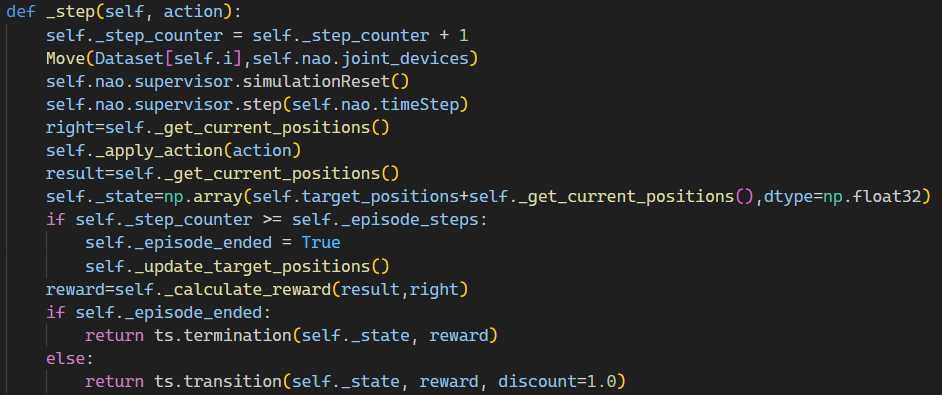 def _step(self, action):
    self._step_counter = self._step_counter + 1
    Move(Dataset[self.i],self.nao.joint_devices)
    self.nao.supervisor.simulationReset()
    self.nao.supervisor.step(self.nao.timeStep)
    right=self._get_current_positions()
    self._apply_action(action)
    result=self._get_current_positions()
    self._state=np.array(self.target_positions+self._get_current_positions(),dtype=np.float32)
    if self._step_counter >= self._episode_steps:
        self._episode_ended = True
        self._update_target_positions()
    reward=self._calculate_reward(result,right)
    if self._episode_ended:
        return ts.termination(self._state, reward)
    else:
        return ts.transition(self._state, reward, discount=1.0)